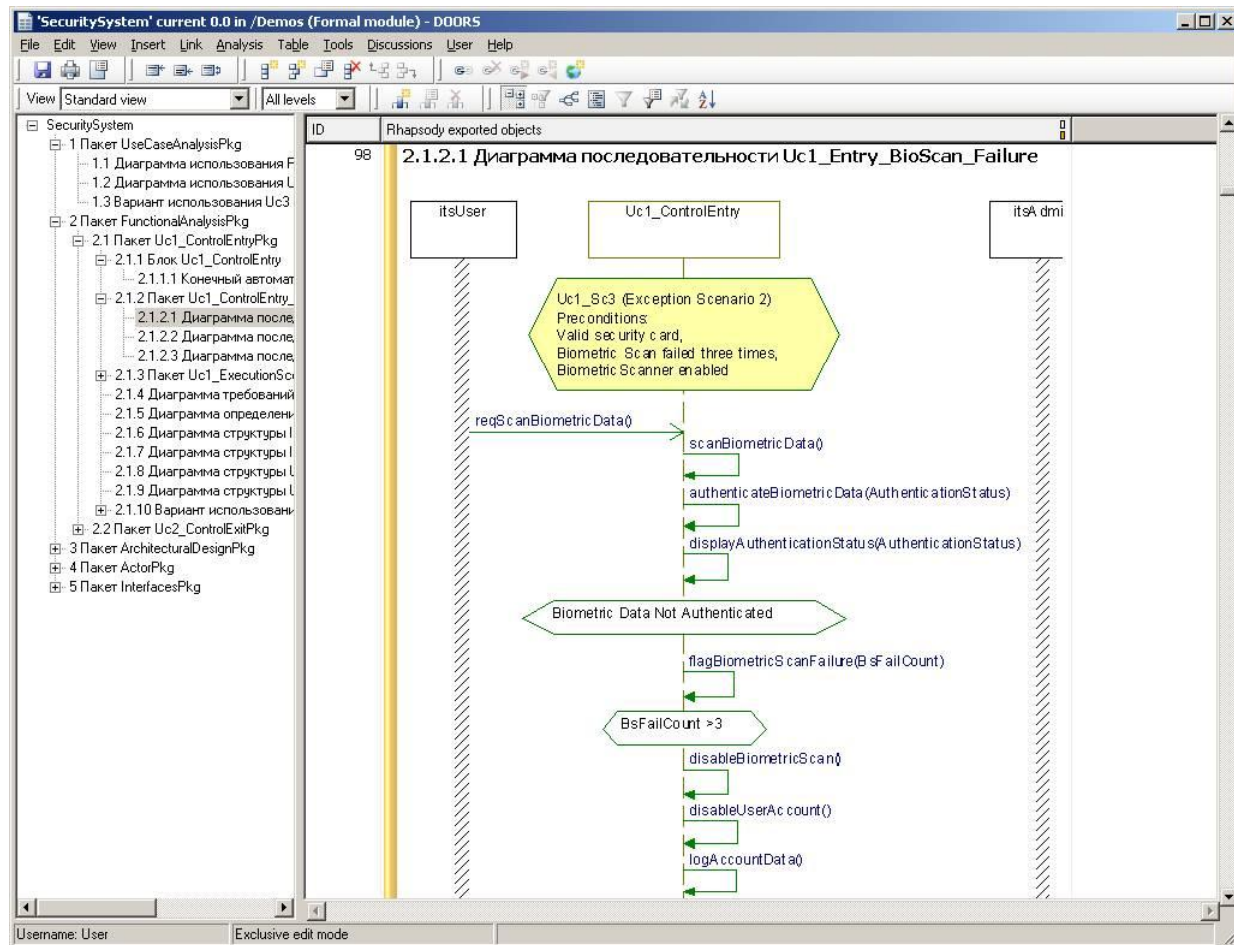 'SecuritySystem' current 0.0 in /Demos (Formal module) - DOORS
File Edit View Insert Link Analysis Table Tools Discussions User Help
View Standard view All levels
SecuritySystem
1 Пакет UseCaseAnalysisPkg
1.1 Диаграмма использования
1.2 Диаграмма использования
1.3 Вариант использования Uc3
2 Пакет FunctionalAnalysisPkg
2.1 Пакет Uc1_ControlEntryPkg
2.1.1 Блок Uc1_ControlEntry
2.1.1.1 Конечный автомат
2.1.2 Пакет Uc1_ControlEntry_
2.1.2.1 Диаграмма после
2.1.2.2 Диаграмма после
2.1.2.3 Диаграмма после
2.1.3 Пакет Uc1_ExecutionSc
2.1.4 Диаграмма требований
2.1.5 Диаграмма определени
2.1.6 Диаграмма структуры I
2.1.7 Диаграмма структуры I
2.1.8 Диаграмма структуры
2.1.9 Диаграмма структуры
2.1.10 Вариант использовани
2.2 Пакет Uc2_ControlExitPkg
3 Пакет ArchitecturalDesignPkg
4 Пакет ActorPkg
5 Пакет InterfacesPkg
ID Rhapsody exported objects
98 2.1.2.1 Диаграмма последовательности Uc1_Entry_BioScan_Failure
itsUser Uc1_ControlEntry itsAdmi
Uc1_Sc3 (Exception Scenario 2)
Preconditions:
Valid security card,
Biometric Scan failed three times,
Biometric Scanner enabled
reqScanBiometricData()
scanBiometricData()
authenticateBiometricData(AuthenticationStatus)
displayAuthenticationStatus(AuthenticationStatus)
Biometric Data Not Authenticated
flagBiometricScanFailure(BsFailCount)
BsFailCount >3
disableBiometricScan()
disableUserAccount()
logAccountData()
Username: User Exclusive edit mode